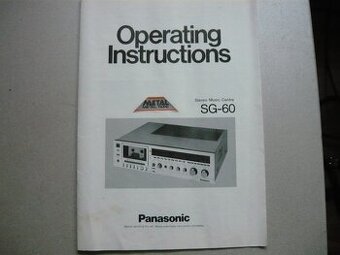 Operating
Instructions
METAL
Stereo Music Centre
SG-60
Panasonic